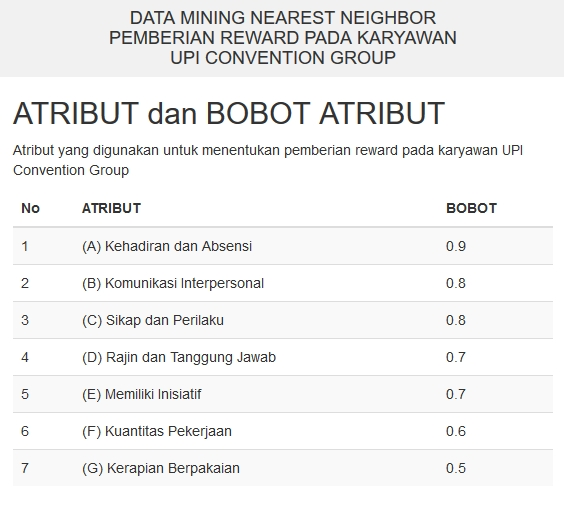 DATA MINING NEAREST NEIGHBOR
PEMBERIAN REWARD PADA KARYAWAN
UPI CONVENTION GROUP
ATRIBUT dan BOBOT ATRIBUT
Atribut yang digunakan untuk menentukan pemberian reward pada karyawan UPI
Convention Group
No ATRIBUT BOBOT
1 (A) Kehadiran dan Absensi 0.9
2 (B) Komunikasi Interpersonal 0.8
3 (C) Sikap dan Perilaku 0.8
4 (D) Rajin dan Tanggung Jawab 0.7
5 (E) Memiliki Inisiatif 0.7
6 (F) Kuantitas Pekerjaan 0.6
7 (G) Kerapian Berpakaian 0.5